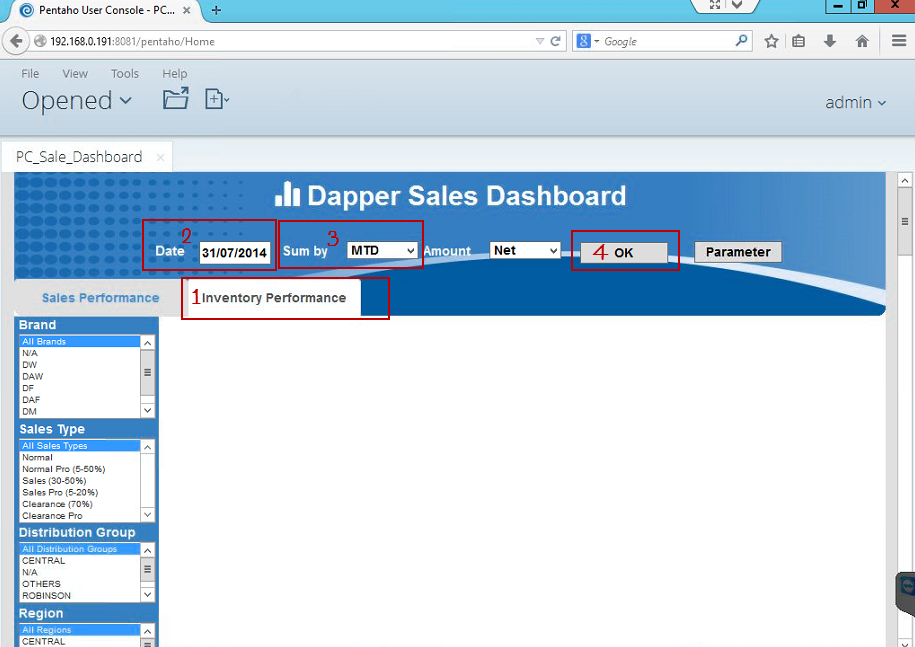 Pentaho User Console - PC...
192.168.0.191:8081/pentaho/Home
Google
File View Tools Help
Opened
admin
PC_Sale_Dashboard
Dapper Sales Dashboard
2 Date 31/07/2014 Sum by 3 MTD Amount Net 4 OK Parameter
Sales Performance 1 Inventory Performance
Brand
All Brands
N/A
DW
DAW
DF
DAF
DM
Sales Type
All Sales Types
Normal
Normal Pro (5-50%)
Sales (30-50%)
Sales Pro (5-20%)
Clearance (70%)
Clearance Pro
Distribution Group
All Distribution Groups
CENTRAL
N/A
OTHERS
ROBINSON
Region
All Regions
CENTRAL